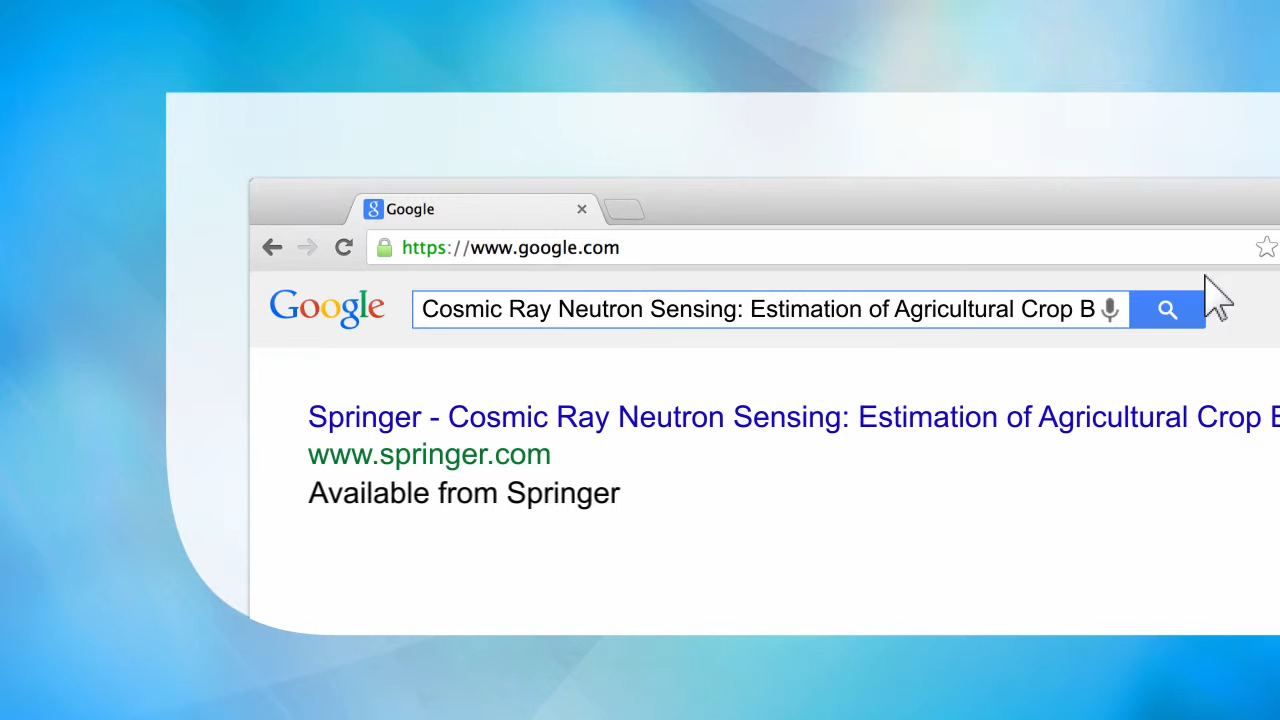 Google
https://www.google.com
Google
Cosmic Ray Neutron Sensing: Estimation of Agricultural Crop B
Springer - Cosmic Ray Neutron Sensing: Estimation of Agricultural Crop B
www.springer.com
Available from Springer